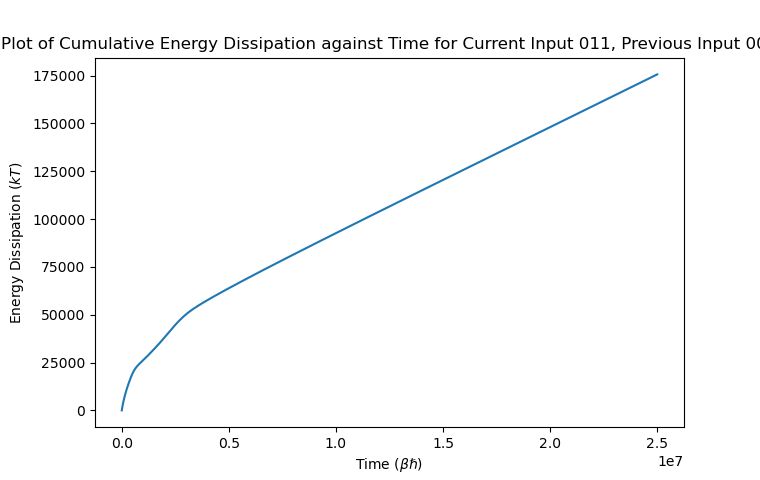 Plot of Cumulative Energy Dissipation against Time for Current Input 011, Previous Input 00
175000
150000
125000
100000
75000
50000
25000
0
Energy Dissipation (kT)
0.0 0.5 1.0 1.5 2.0 2.5
1e7
Time (βℏ)